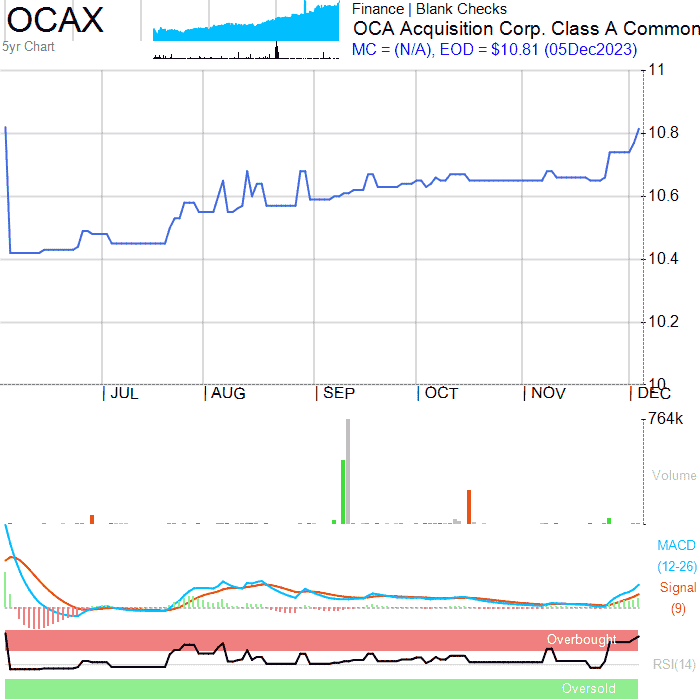 OCAX
5yr Chart
Finance | Blank Checks
OCA Acquisition Corp. Class A Common
MC = (N/A), EOD = $10.81 (05Dec2023)
11
10.8
10.6
10.4
10.2
10
JUL AUG SEP OCT NOV DEC
764k
Volume
MACD
(12-26)
Signal
(9)
Overbought
RSI(14)
Oversold